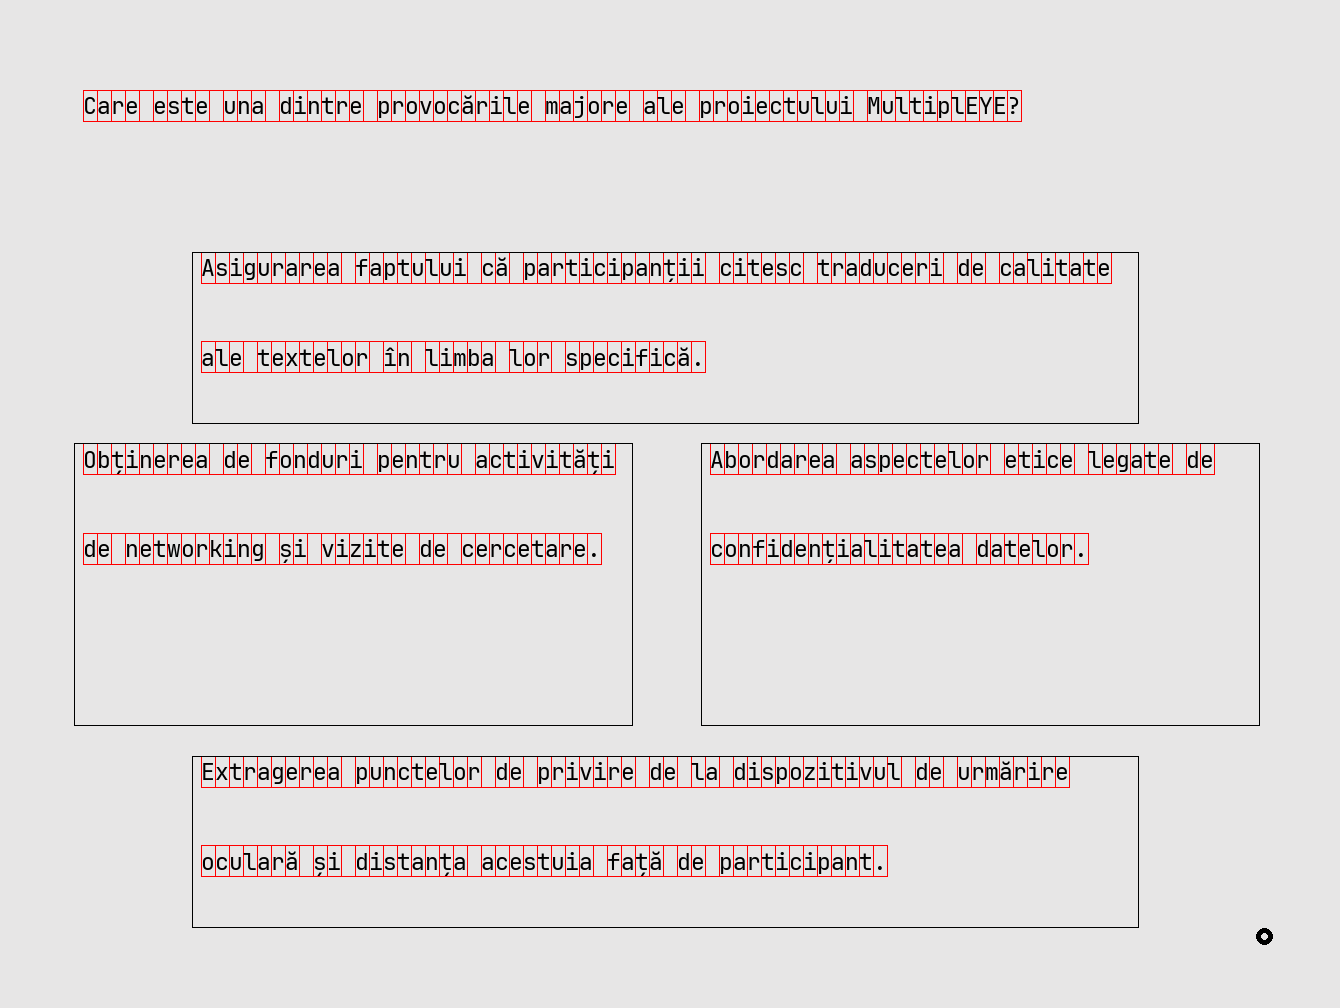 Care este una dintre provocările majore ale proiectului MultiplEYE?
Asigurarea faptului că participanții citesc traduceri de calitate
ale textelor în limba lor specifică.
Obținerea de fonduri pentru activități
de networking și vizite de cercetare.
Abordarea aspectelor etice legate de
confidențialitatea datelor.
Extragerea punctelor de privire de la dispozitivul de urmărire
oculară și distanța acestuia față de participant.